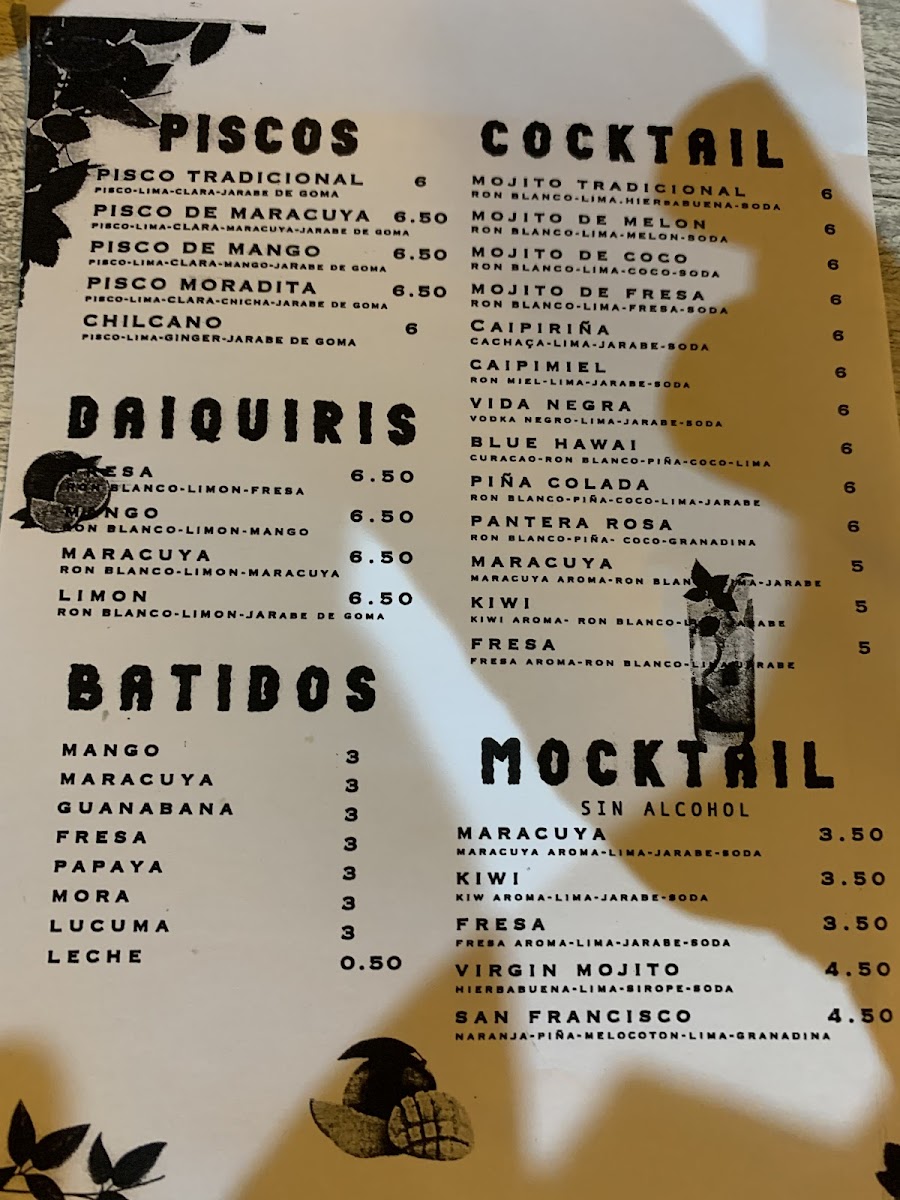 PISCOS
PISCO TRADICIONAL 6
PISCO-LIMA-CLARA-JARABE DE GOMA
PISCO DE MARACUYA 6.50
PISCO-LIMA-CLARA-MARACUYA-JARABE DE GOMA
PISCO DE MANGO 6.50
PISCO-LIMA-CLARA-MANGO-JARABE DE GOMA
PISCO MORADITA 6.50
PISCO-LIMA-CLARA-CHICHA-JARABE DE GOMA
CHILCANO 6
PISCO-LIMA-GINGER-JARABE DE GOMA
DAIQUIRIS
FRESA 6.50
RON BLANCO-LIMON-FRESA
MANGO 6.50
RON BLANCO-LIMON-MANGO
MARACUYA 6.50
RON BLANCO-LIMON-MARACUYA
LIMON 6.50
RON BLANCO-LIMON-JARABE DE GOMA
BATIDOS
MANGO 3
MARACUYA 3
GUANABANA 3
FRESA 3
PAPAYA 3
MORA 3
LUCUMA 3
LECHE 0.50
COCKTAIL
MOJITO TRADICIONAL 6
RON BLANCO-LIMA.HIERBABUENA-SODA
MOJITO DE MELON 6
RON BLANCO-LIMA-MELON-SODA
MOJITO DE COCO 6
RON BLANCO-LIMA-COCO-SODA
MOJITO DE FRESA 6
RON BLANCO-LIMA-FRESA-SODA
CAIPIRIÑA 6
CACHAÇA-LIMA-JARABE-SODA
CAIPIMIEL 6
RON MIEL-LIMA-JARABE-SODA
VIDA NEGRA 6
VODKA NEGRO-LIMA-JARABE-SODA
BLUE HAWAI 6
CURACAO-RON BLANCO-PIÑA-COCO-LIMA
PIÑA COLADA 6
RON BLANCO-PIÑA-COCO-LIMA-JARABE
PANTERA ROSA 6
RON BLANCO-PIÑA- COCO-GRANADINA
MARACUYA 5
MARACUYA AROMA-RON BLANCO-LIMA-JARABE
KIWI 5
KIWI AROMA- RON BLANCO-LIMA-JARABE
FRESA 5
FRESA AROMA-RON BLANCO-LIMA-JARABE
MOCKTAIL
SIN ALCOHOL
MARACUYA 3.50
MARACUYA AROMA-LIMA-JARABE-SODA
KIWI 3.50
KIW AROMA-LIMA-JARABE-SODA
FRESA 3.50
FRESA AROMA-LIMA-JARABE-SODA
VIRGIN MOJITO 4.50
HIERBABUENA-LIMA-SIROPE-SODA
SAN FRANCISCO 4.50
NARANJA-PIÑA-MELOCOTON-LIMA-GRANADINA